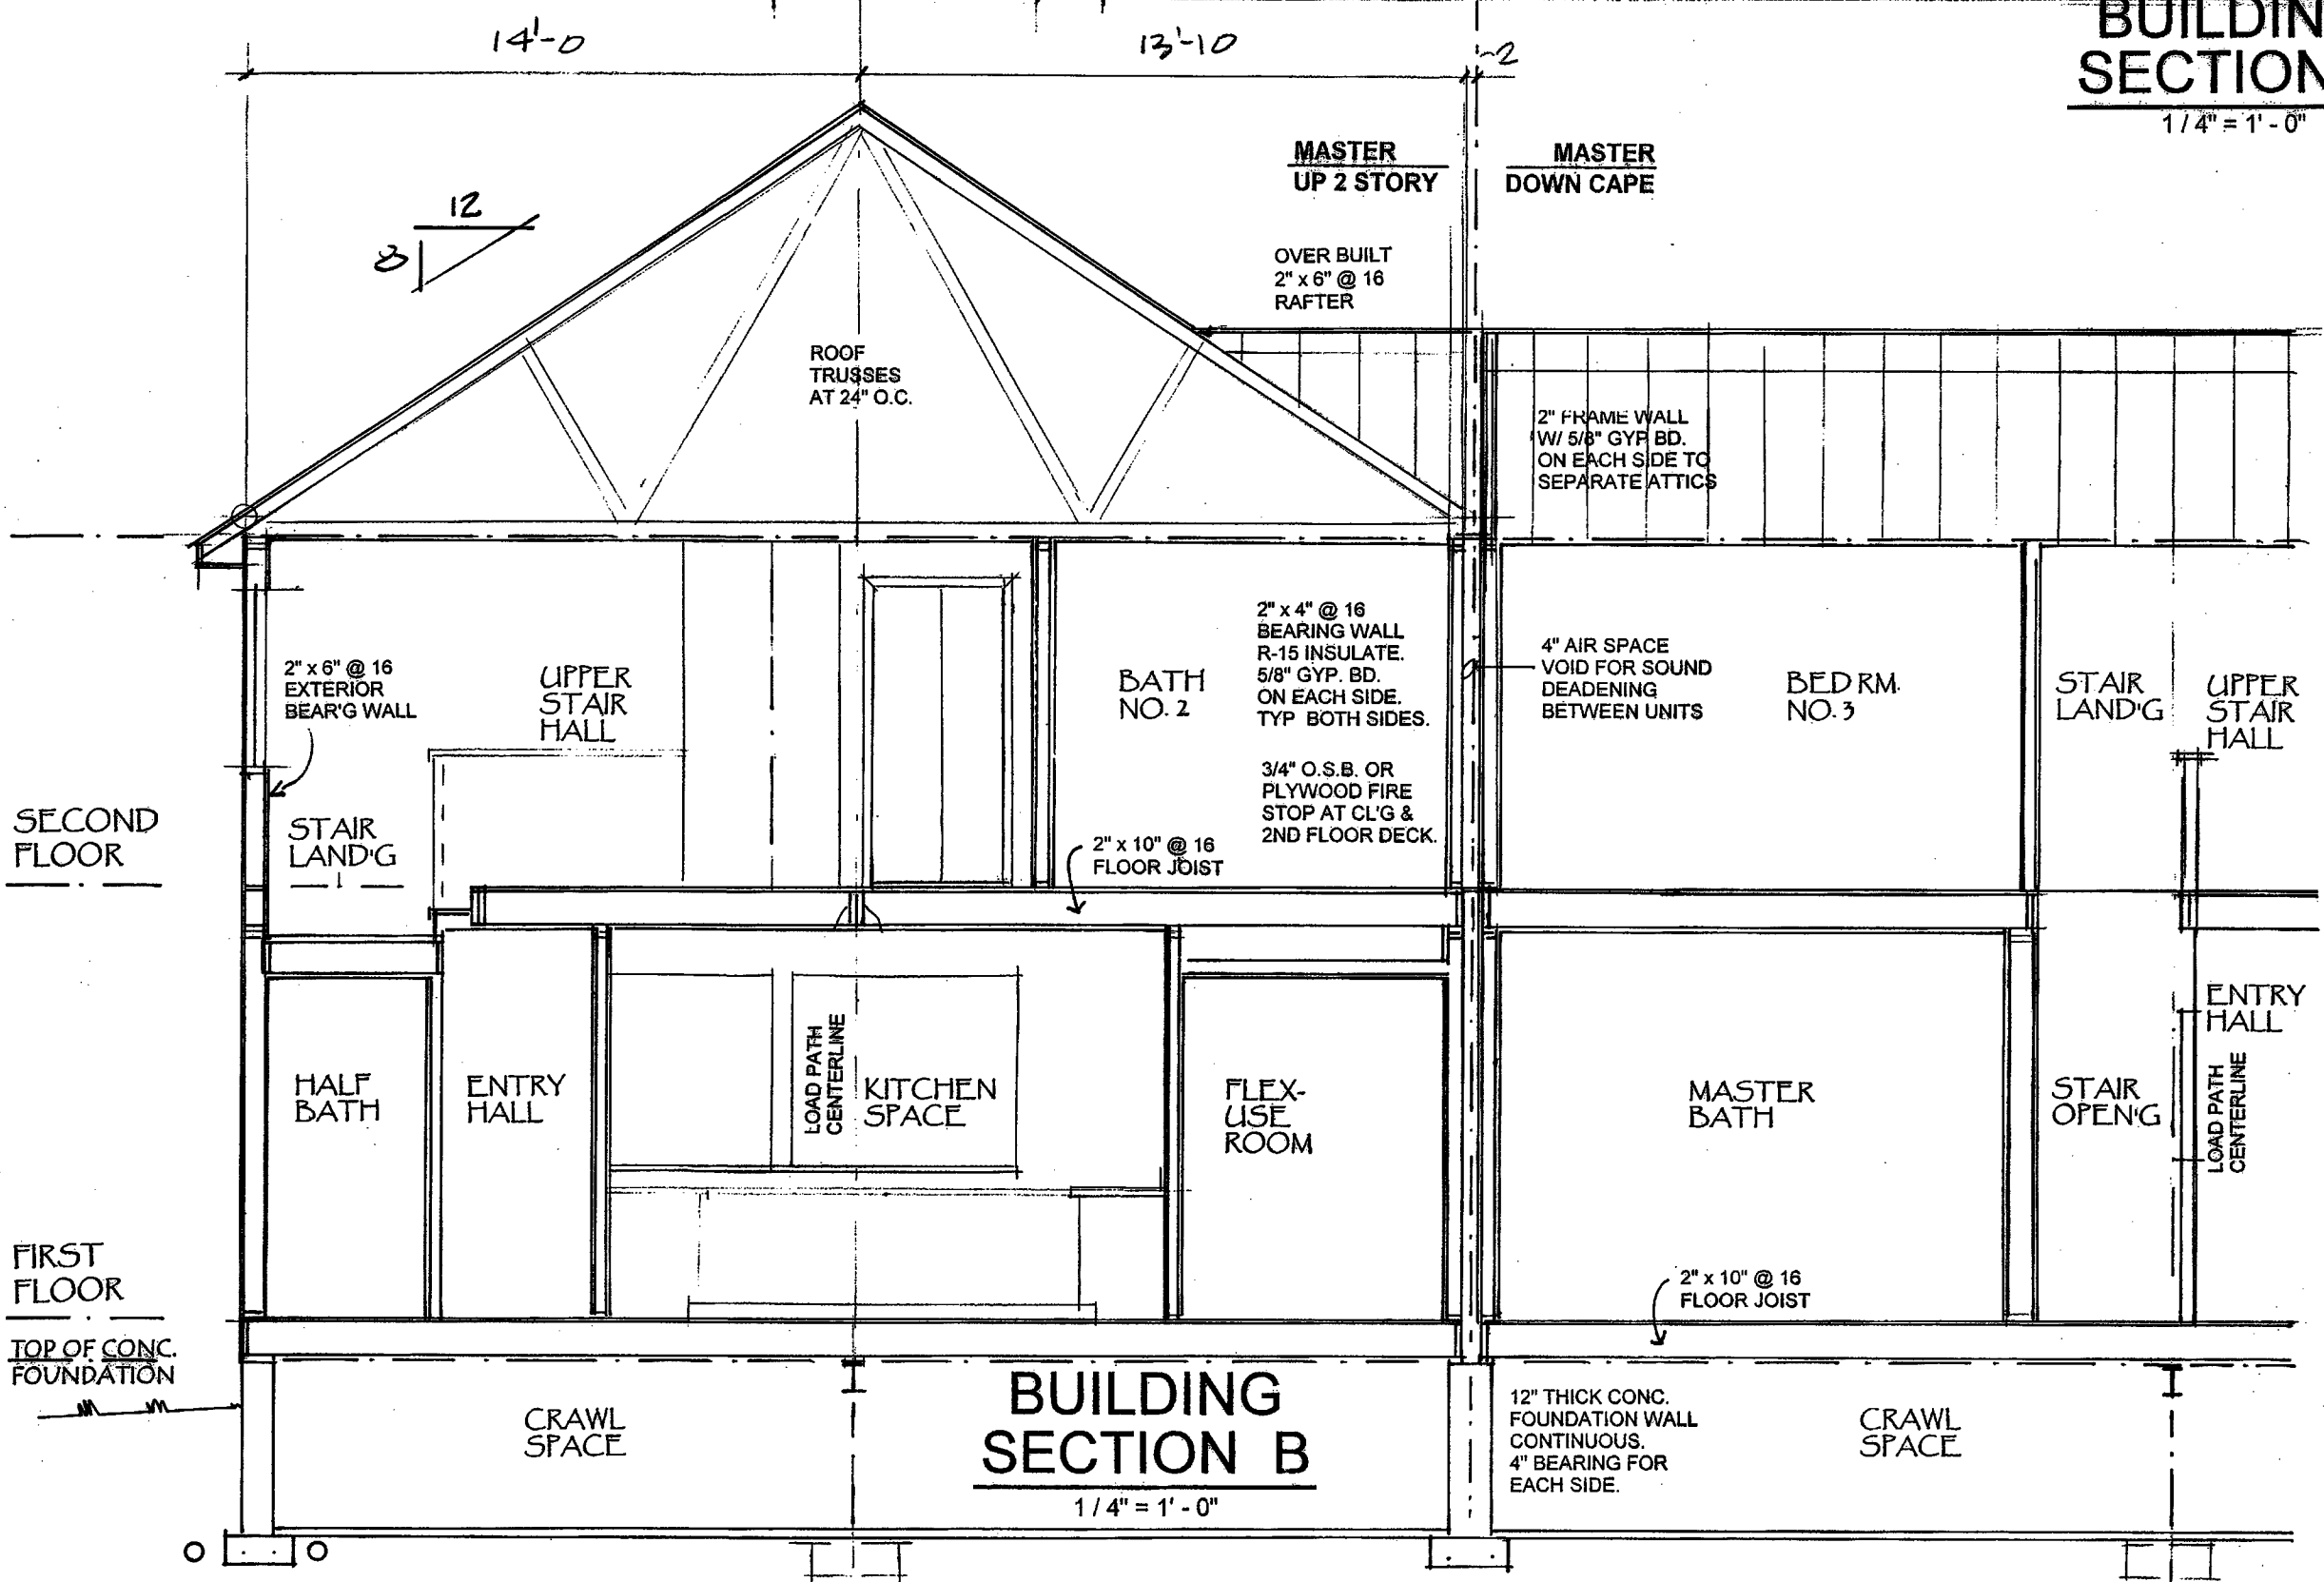 14'-0
13'-10
2
BUILDIN
SECTION
1 / 4" = 1' - 0"
MASTER
UP 2 STORY
MASTER
DOWN CAPE
12
8
OVER BUILT
2" x 6" @ 16
RAFTER
ROOF
TRUSSES
AT 24" O.C.
2" FRAME WALL
W/ 5/8" GYP BD.
ON EACH SIDE TO
SEPARATE ATTICS
2" x 6" @ 16
EXTERIOR
BEAR'G WALL
UPPER
STAIR
HALL
BATH
NO. 2
2" x 4" @ 16
BEARING WALL
R-15 INSULATE.
5/8" GYP. BD.
ON EACH SIDE.
TYP BOTH SIDES.
3/4" O.S.B. OR
PLYWOOD FIRE
STOP AT CL'G &
2ND FLOOR DECK.
4" AIR SPACE
VOID FOR SOUND
DEADENING
BETWEEN UNITS
BED RM.
NO. 3
STAIR
LAND'G
UPPER
STAIR
HALL
SECOND
FLOOR
STAIR
LAND'G
2" x 10" @ 16
FLOOR JOIST
HALF
BATH
ENTRY
HALL
LOAD PATH
CENTERLINE
KITCHEN
SPACE
FLEX-
USE
ROOM
MASTER
BATH
STAIR
OPEN'G
ENTRY
HALL
LOAD PATH
CENTERLINE
FIRST
FLOOR
2" x 10" @ 16
FLOOR JOIST
TOP OF CONC.
FOUNDATION
CRAWL
SPACE
BUILDING
SECTION B
1 / 4" = 1' - 0"
12" THICK CONC.
FOUNDATION WALL
CONTINUOUS.
4" BEARING FOR
EACH SIDE.
CRAWL
SPACE